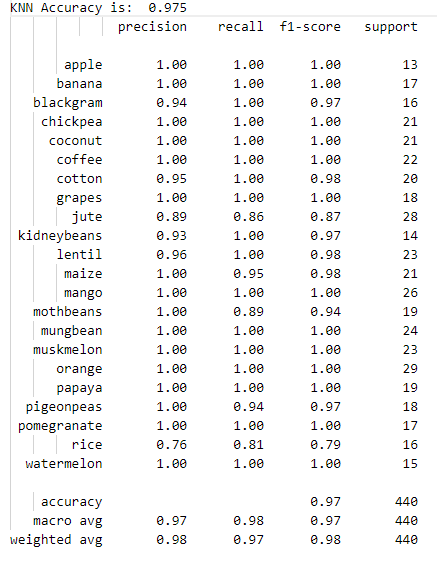 KNN Accuracy is:  0.975
precision recall f1-score support
apple 1.00 1.00 1.00 13
banana 1.00 1.00 1.00 17
blackgram 0.94 1.00 0.97 16
chickpea 1.00 1.00 1.00 21
coconut 1.00 1.00 1.00 21
coffee 1.00 1.00 1.00 22
cotton 0.95 1.00 0.98 20
grapes 1.00 1.00 1.00 18
jute 0.89 0.86 0.87 28
kidneybeans 0.93 1.00 0.97 14
lentil 0.96 1.00 0.98 23
maize 1.00 0.95 0.98 21
mango 1.00 1.00 1.00 26
mothbeans 1.00 0.89 0.94 19
mungbean 1.00 1.00 1.00 24
muskmelon 1.00 1.00 1.00 23
orange 1.00 1.00 1.00 29
papaya 1.00 1.00 1.00 19
pigeonpeas 1.00 0.94 0.97 18
pomegranate 1.00 1.00 1.00 17
rice 0.76 0.81 0.79 16
watermelon 1.00 1.00 1.00 15
accuracy 0.97 440
macro avg 0.97 0.98 0.97 440
weighted avg 0.98 0.97 0.98 440